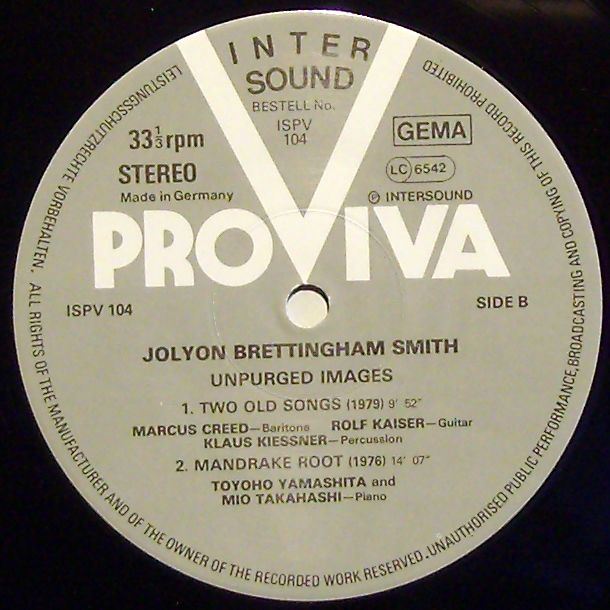 INTER
SOUND
BESTELL No.
ISPV
104
33 1/3 rpm
STEREO
Made in Germany
GEMA
LC 6542
℗ INTERSOUND
PROVIVA
ISPV 104
SIDE B
JOLYON BRETTINGHAM SMITH
UNPURGED IMAGES
1. TWO OLD SONGS (1979) 9' 52"
MARCUS CREED—Baritone ROLF KAISER—Guitar
KLAUS KIESSNER—Percussion
2. MANDRAKE ROOT (1976) 14' 07"
TOYOHO YAMASHITA and
MIO TAKAHASHI—Piano
LEISTUNGSSCHUTZRECHTE VORBEHALTEN. ALL RIGHTS OF THE MANUFACTURER AND OF THE OWNER OF THE RECORDED WORK RESERVED. UNAUTHORISED PUBLIC PERFORMANCE, BROADCASTING AND COPYING OF THIS RECORD PROHIBITED